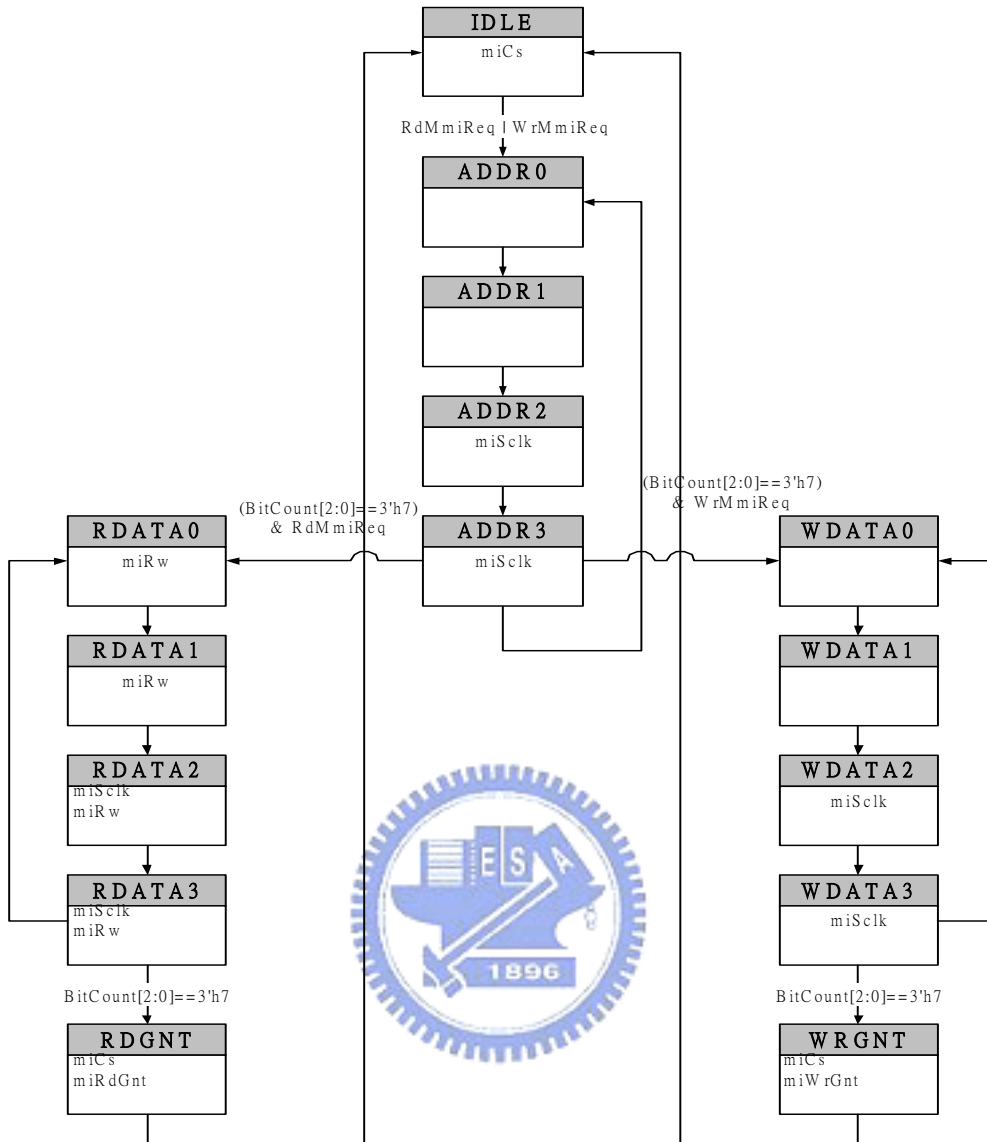 IDLE
miCs
RdMmiReq | WrMmiReq
ADDR0
ADDR1
ADDR2
miSclk
(BitCount[2:0]==3'h7)
& RdMmiReq
(BitCount[2:0]==3'h7)
& WrMmiReq
RDATA0
miRw
ADDR3
miSclk
WDATA0
RDATA1
miRw
WDATA1
RDATA2
miSclk
miRw
WDATA2
miSclk
RDATA3
miSclk
miRw
WDATA3
miSclk
ESA
1896
BitCount[2:0]==3'h7
BitCount[2:0]==3'h7
RDGNT
miCs
miRdGnt
WRGNT
miCs
miWrGnt